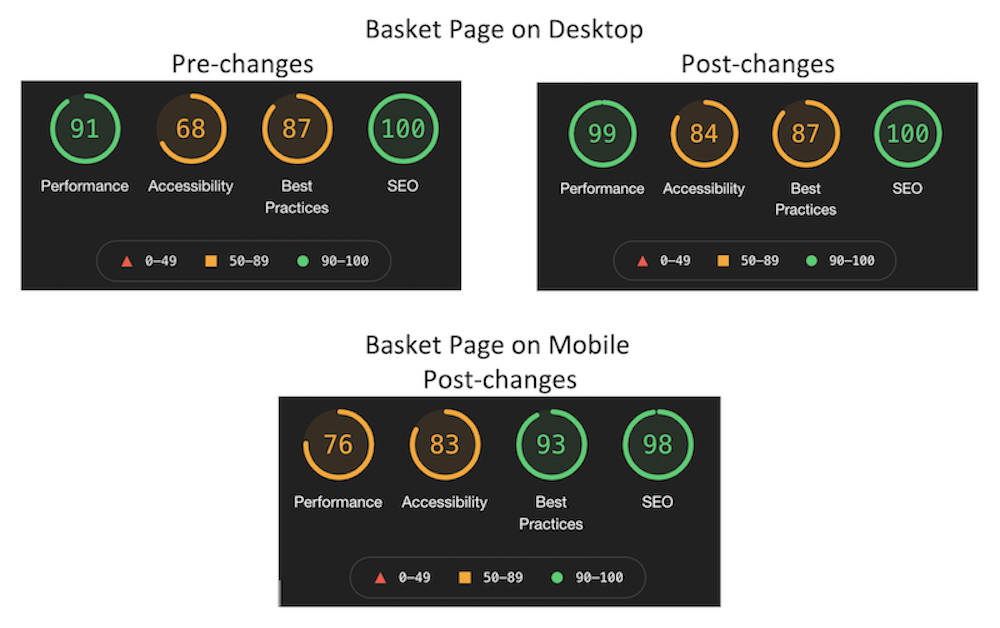 Basket Page on Desktop
Pre-changes
91 68 87 100
Performance Accessibility Best Practices SEO
0–49 50–89 90–100
Post-changes
99 84 87 100
Performance Accessibility Best Practices SEO
0–49 50–89 90–100
Basket Page on Mobile
Post-changes
76 83 93 98
Performance Accessibility Best Practices SEO
0–49 50–89 90–100